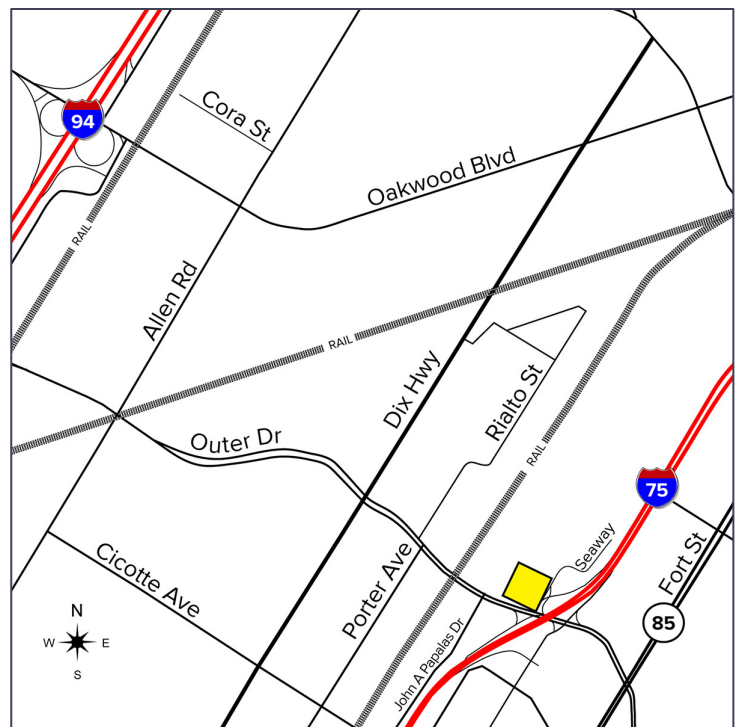 Cora St
94
Oakwood Blvd
RAIL
Allen Rd
RAIL
Dix Hwy
Rialto St
Outer Dr
RAIL
75
Seaway
Fort St
Cicotte Ave
Porter Ave
85
N
W E
S
John A Papalas Dr